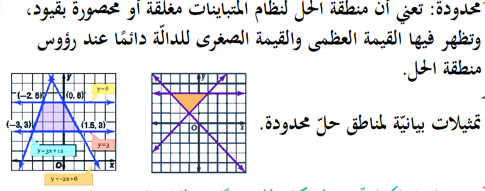 محدودة: تعني أن منطقة الحل لنظام المتباينات مغلقة أو محصورة بقيود،
وتظهر فيها القيمة العظمى والقيمة الصغرى للدالّة دائمًا عند رؤوس
منطقة الحل.
تمثيلات بيانيّة لمناطق حلّ محدودة.
y
(−2, 6)
(0, 6)
y=6
(−3, 3)
(1.5, 3)
y=3x+12
y=3
O
x
y=-2x+6
y
O
x